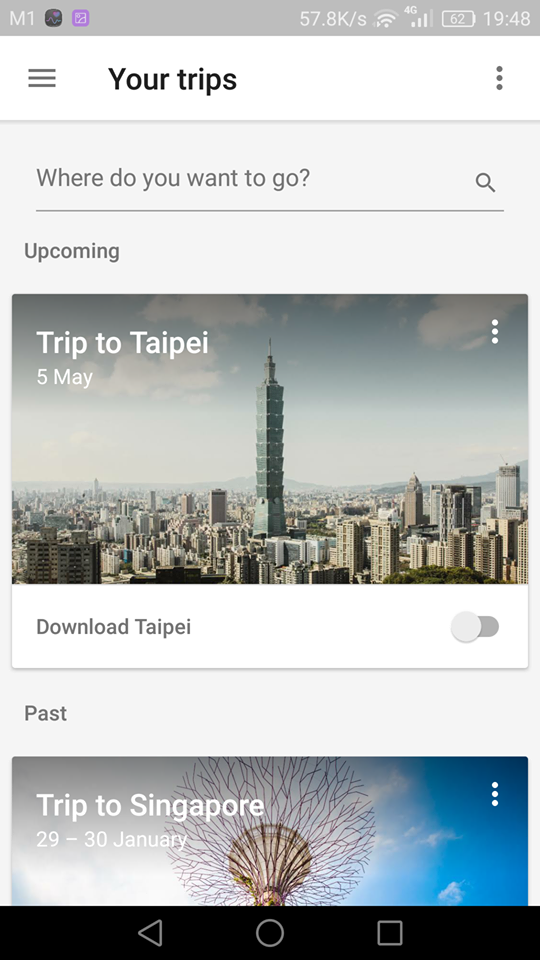 M1 57.8K/s 4G 62 19:48
Your trips
Where do you want to go?
Upcoming
Trip to Taipei
5 May
Download Taipei
Past
Trip to Singapore
29 – 30 January